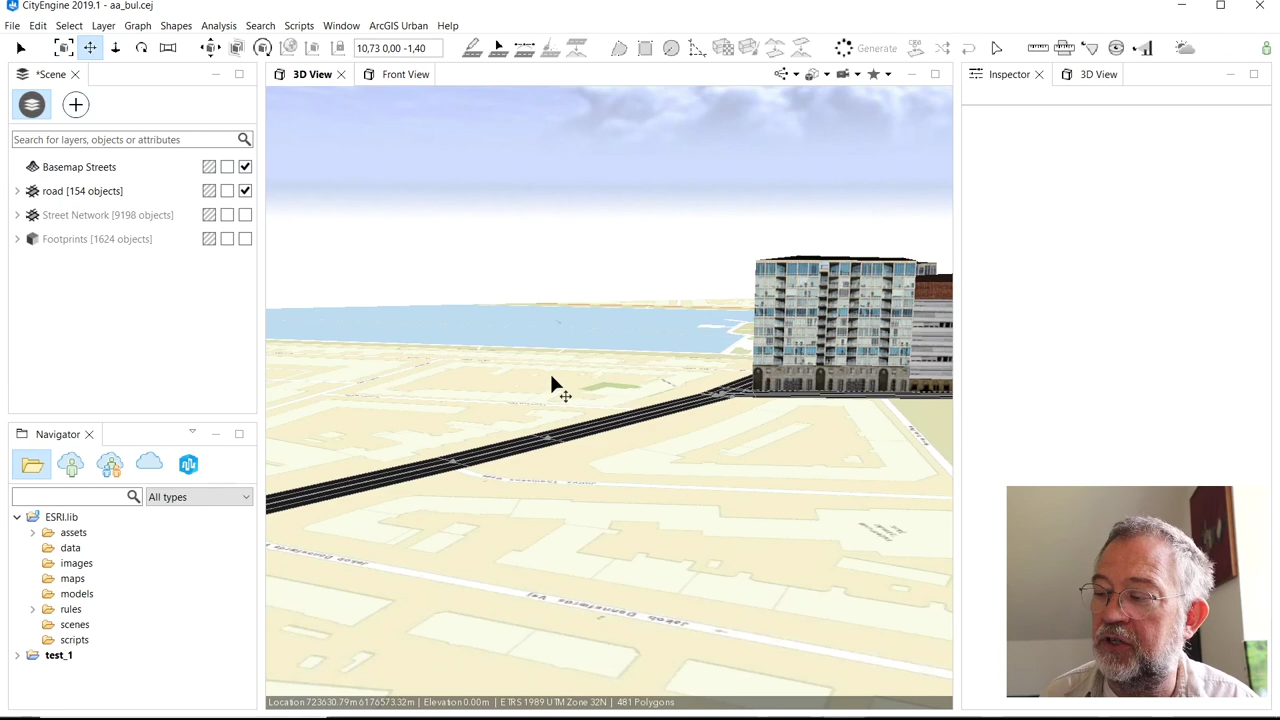 CityEngine 2019.1 - aa_bul.cej
File Edit Select Layer Graph Shapes Analysis Search Scripts Window ArcGIS Urban Help
10,73 0,00 -1,40
Generate
*Scene
3D View
Front View
Inspector
3D View
Search for layers, objects or attributes
Basemap Streets
road [154 objects]
Street Network [9198 objects]
Footprints [1624 objects]
Navigator
All types
ESRI.lib
assets
data
images
maps
models
rules
scenes
scripts
test_1
Location 723630.79m 6176573.32m | Elevation 0.00m | ETRS 1989 UTM Zone 32N | 481 Polygons